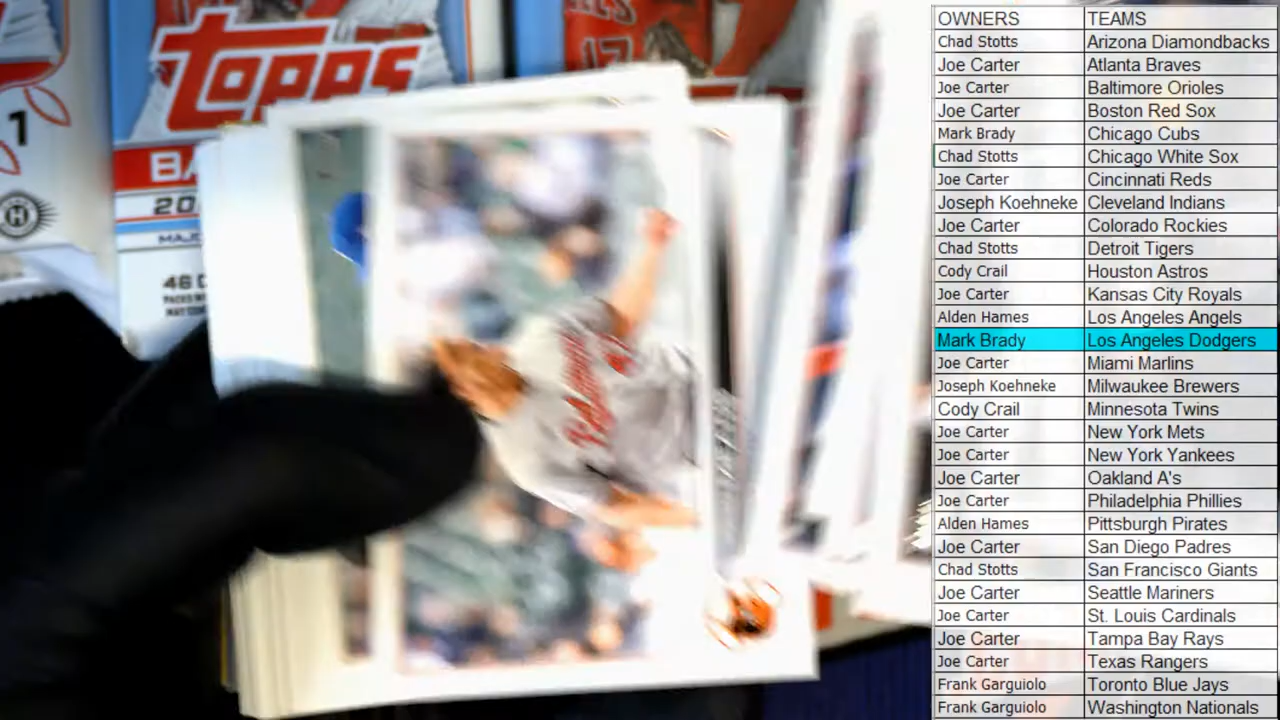 Topps
1
17
H
BA
20
MAJ
46 C
OWNERS TEAMS
Chad Stotts Arizona Diamondbacks
Joe Carter Atlanta Braves
Joe Carter Baltimore Orioles
Joe Carter Boston Red Sox
Mark Brady Chicago Cubs
Chad Stotts Chicago White Sox
Joe Carter Cincinnati Reds
Joseph Koehneke Cleveland Indians
Joe Carter Colorado Rockies
Chad Stotts Detroit Tigers
Cody Crail Houston Astros
Joe Carter Kansas City Royals
Alden Hames Los Angeles Angels
Mark Brady Los Angeles Dodgers
Joe Carter Miami Marlins
Joseph Koehneke Milwaukee Brewers
Cody Crail Minnesota Twins
Joe Carter New York Mets
Joe Carter New York Yankees
Joe Carter Oakland A's
Joe Carter Philadelphia Phillies
Alden Hames Pittsburgh Pirates
Joe Carter San Diego Padres
Chad Stotts San Francisco Giants
Joe Carter Seattle Mariners
Joe Carter St. Louis Cardinals
Joe Carter Tampa Bay Rays
Joe Carter Texas Rangers
Frank Garguiolo Toronto Blue Jays
Frank Garguiolo Washington Nationals